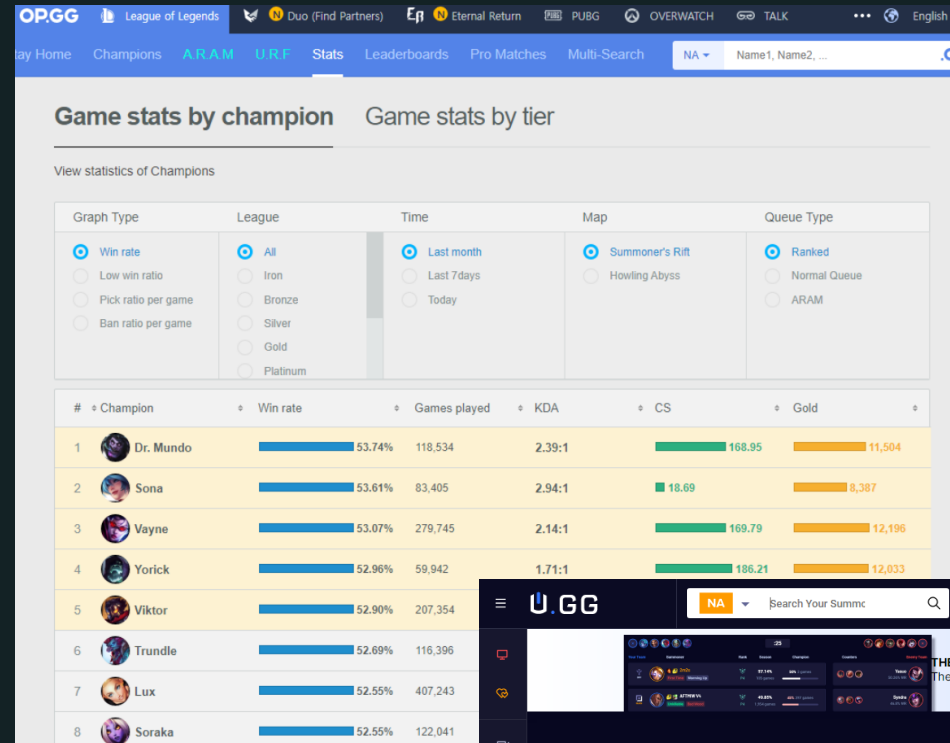 OP.GG League of Legends N Duo (Find Partners) N Eternal Return PUBG OVERWATCH TALK ••• English
Home Champions A.R.A.M U.R.F Stats Leaderboards Pro Matches Multi-Search NA Name1, Name2, ...
Game stats by champion Game stats by tier
View statistics of Champions
Graph Type League Time Map Queue Type
Win rate All Last month Summoner's Rift Ranked
Low win ratio Iron Last 7days Howling Abyss Normal Queue
Pick ratio per game Bronze Today ARAM
Ban ratio per game Silver
Gold
Platinum
# Champion Win rate Games played KDA CS Gold
1 Dr. Mundo 53.74% 118,534 2.39:1 168.95 11,504
2 Sona 53.61% 83,405 2.94:1 18.69 8,387
3 Vayne 53.07% 279,745 2.14:1 169.79 12,196
4 Yorick 52.96% 59,942 1.71:1 186.21 12,033
5 Viktor 52.90% 207,354
6 Trundle 52.69% 116,396
7 Lux 52.55% 407,243
8 Soraka 52.55% 122,041
U.GG NA Search Your Summc
:25
THE
The